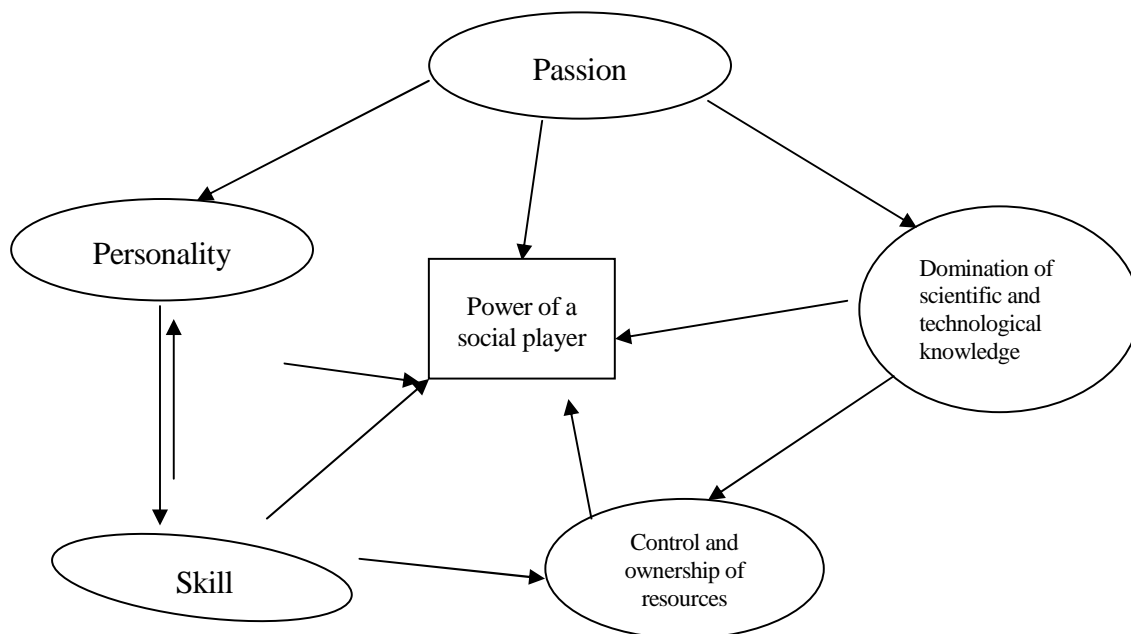 Passion
Personality
Power of a
social player
Domination of
scientific and
technological
knowledge
Skill
Control and
ownership of
resources